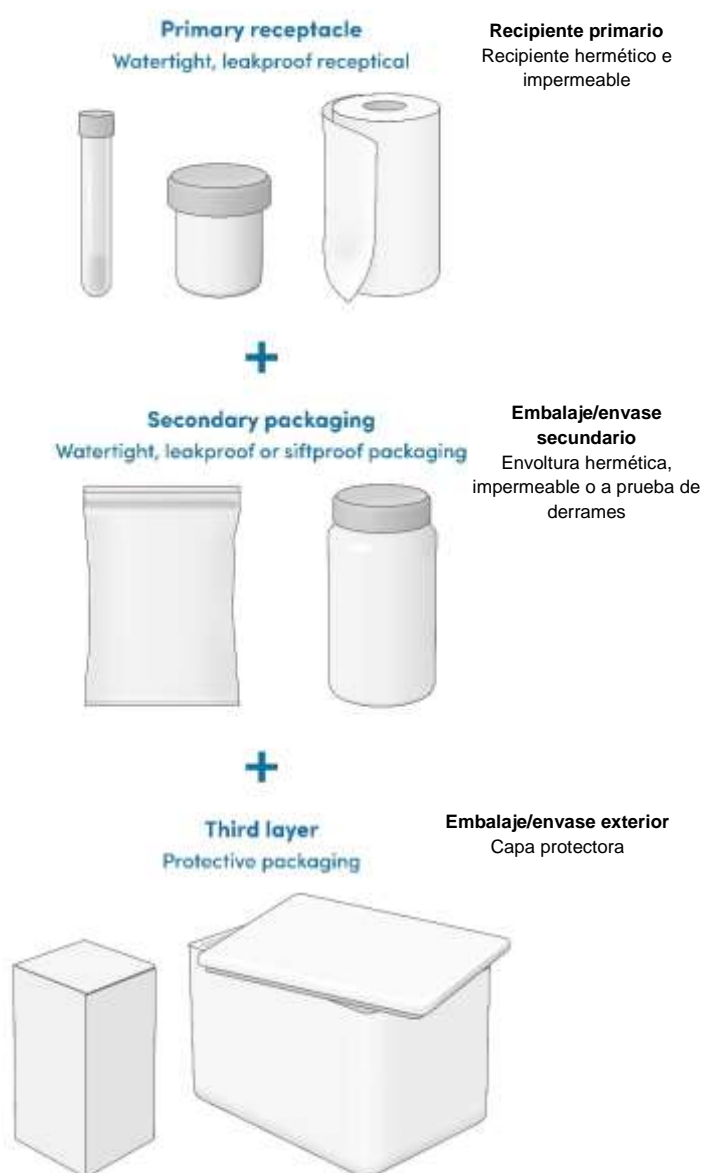 Primary receptacle
Watertight, leakproof receptical
Recipiente primario
Recipiente hermético e
impermeable
+
Secondary packaging
Watertight, leakproof or siftproof packaging
Embalaje/envase
secundario
Envoltura hermética,
impermeable o a prueba de
derrames
+
Third layer
Protective packaging
Embalaje/envase exterior
Capa protectora